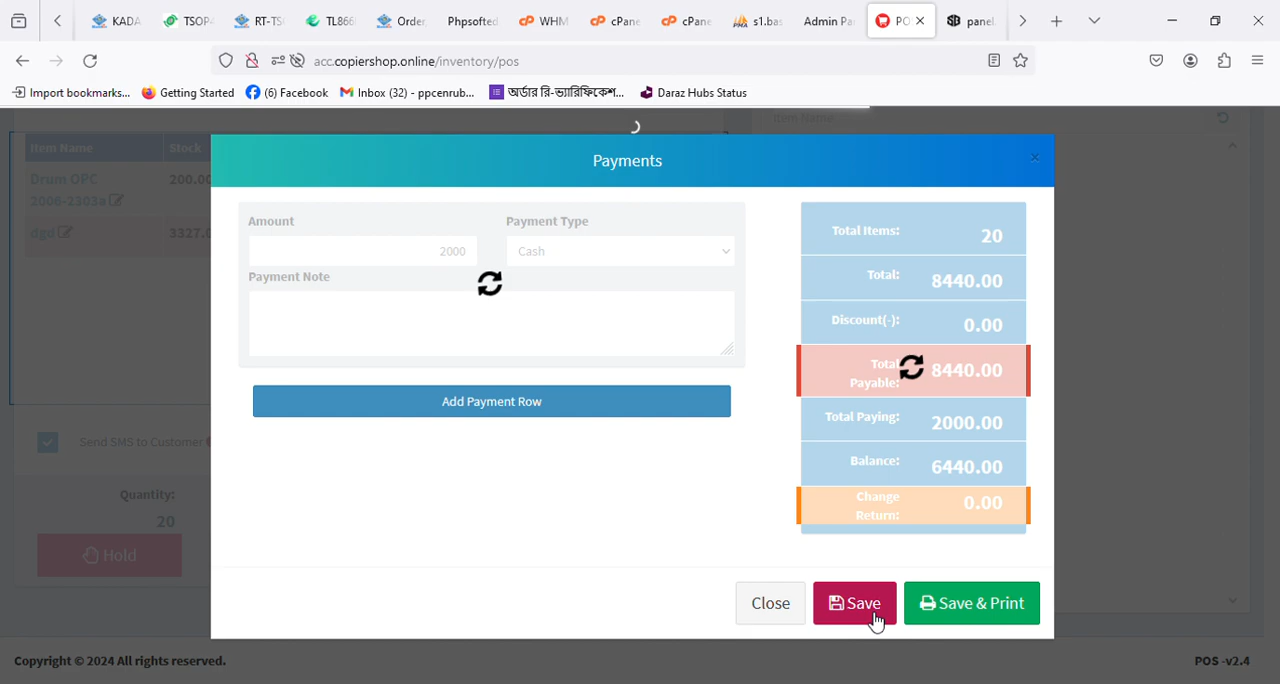 KADA
TSOPA
RT-TS
TL866
Order
Phpsofted
WHM
cPane
cPane
s1.bas
Admin Pa
PO
panel
acc.copiershop.online/inventory/pos
Import bookmarks...
Getting Started
(6) Facebook
Inbox (32) - ppcenrub...
অর্ডার রি-ভ্যারিফিকেশ...
Daraz Hubs Status
Item Name
Payments
×
Item Name Stock
Drum OPC 200.00
1006-2303a
dgd 3327.0
Amount Payment Type
2000 Cash
Payment Note
Add Payment Row
Total Items: 20
Total: 8440.00
Discount(-): 0.00
Total Payable: 8440.00
Total Paying: 2000.00
Balance: 6440.00
Change Return: 0.00
Send SMS to Customer
Quantity:
20
Hold
Close Save Save & Print
Copyright © 2024 All rights reserved. POS -v2.4